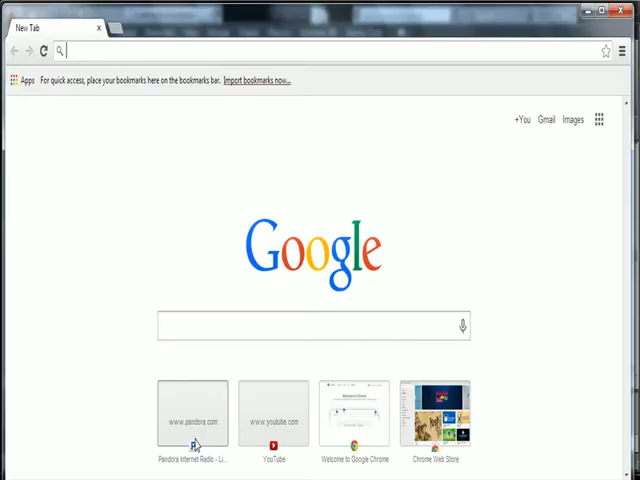 New Tab
Apps For quick access, place your bookmarks here on the bookmarks bar. Import bookmarks now...
+You Gmail Images
Google
www.pandora.com www.youtube.com
Pandora Internet Radio - Li... YouTube Welcome to Google Chrome Chrome Web Store